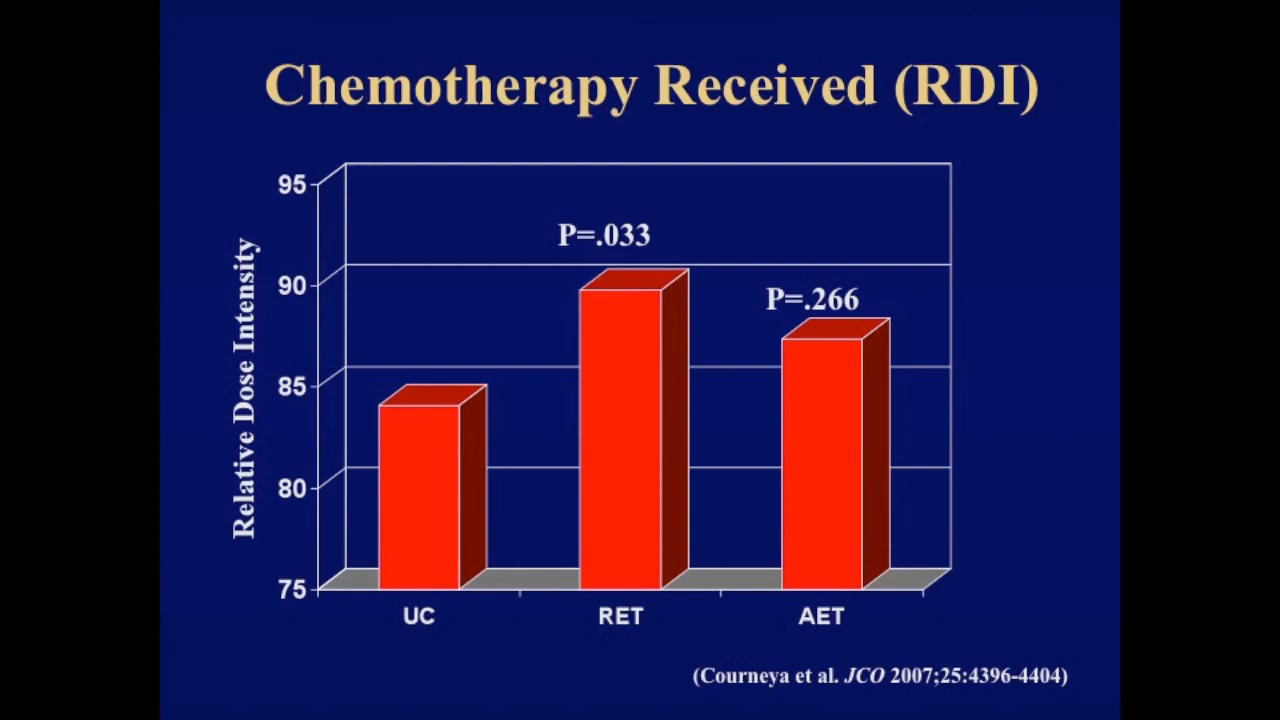 Chemotherapy Received (RDI)
Relative Dose Intensity
95
90
85
80
75
P=.033
P=.266
UC
RET
AET
(Courneya et al. JCO 2007;25:4396-4404)